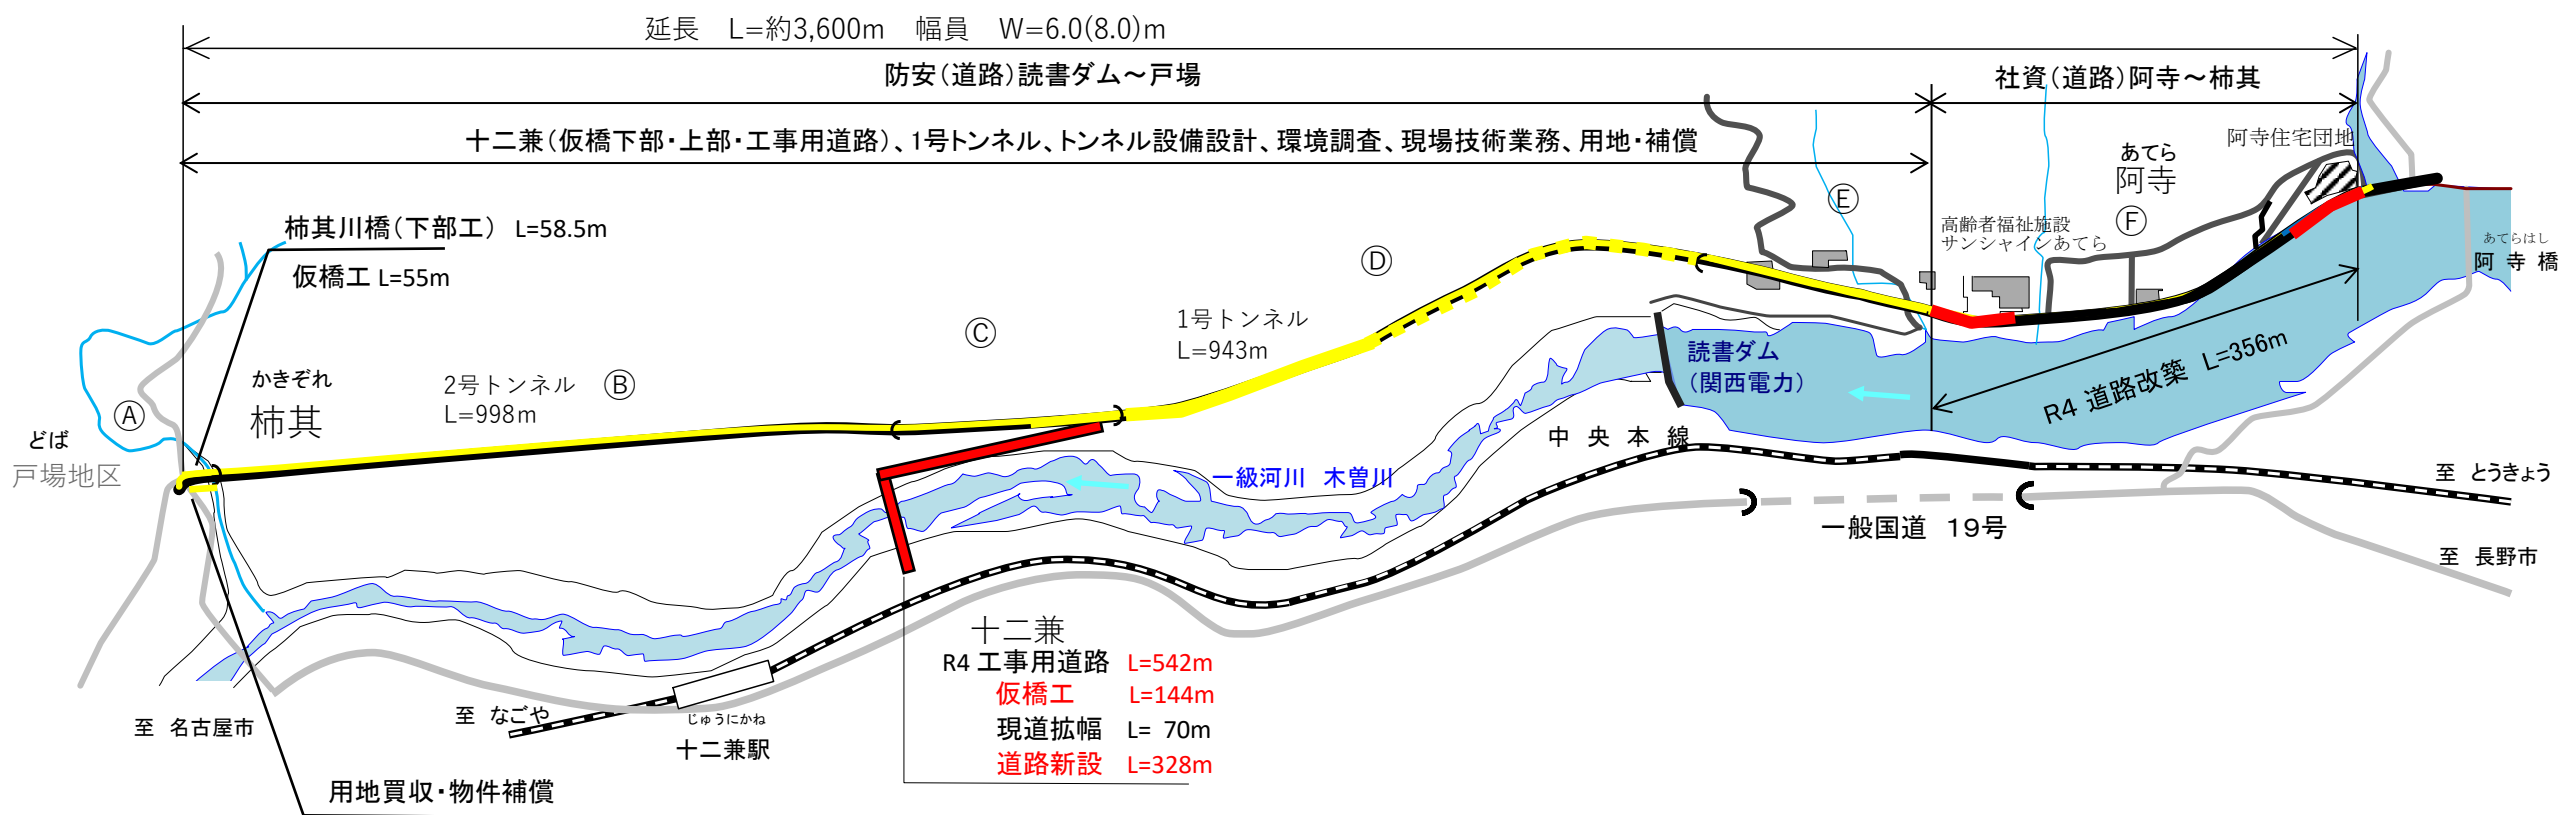 延長　L=約3,600m　幅員　W=6.0(8.0)m
防安(道路)読書ダム～戸場
社資(道路)阿寺～柿其
十二兼(仮橋下部・上部・工事用道路)、1号トンネル、トンネル設備設計、環境調査、現場技術業務、用地・補償
阿寺住宅団地
あてら
阿寺
Ⓔ
Ⓕ
柿其川橋(下部工)　L=58.5m
仮橋工 L=55m
高齢者福祉施設
サンシャインあてら
あてらはし
阿 寺 橋
Ⓓ
1号トンネル
L=943m
Ⓒ
読書ダム
(関西電力)
R4 道路改築　L=356m
かきぞれ
柿其
2号トンネル
L=998m
Ⓑ
Ⓐ
どば
戸場地区
中 央 本 線
一級河川　木曽川
至　とうきょう
一般国道　19号
至　長野市
十二兼
R4 工事用道路　L=542m
仮橋工　L=144m
現道拡幅　L= 70m
道路新設　L=328m
至　名古屋市
至　なごや
じゅうにかね
十二兼駅
用地買収・物件補償